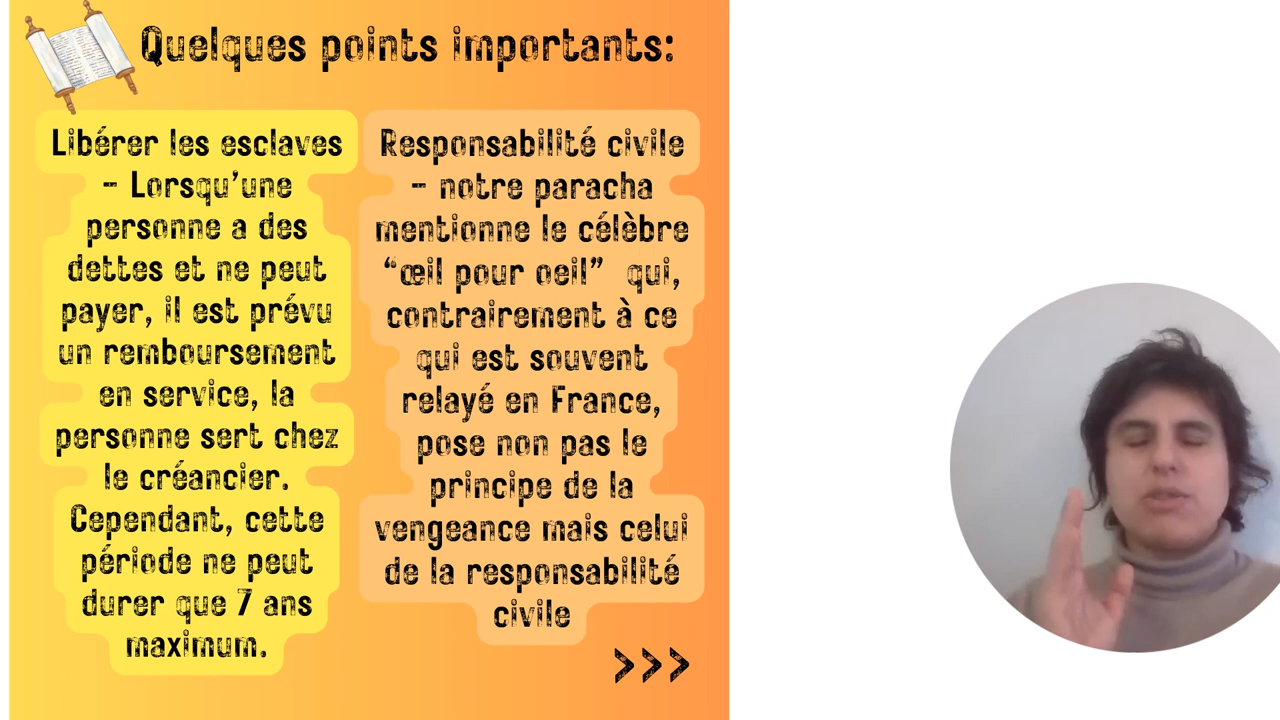 Quelques points importants:
Libérer les esclaves
- Lorsqu'une
personne a des
dettes et ne peut
payer, il est prévu
un remboursement
en service, la
personne sert chez
le créancier.
Cependant, cette
période ne peut
durer que 7 ans
maximum.
Responsabilité civile
- notre paracha
mentionne le célèbre
“œil pour oeil” qui,
contrairement à ce
qui est souvent
relayé en France,
pose non pas le
principe de la
vengeance mais celui
de la responsabilité
civile
>>>